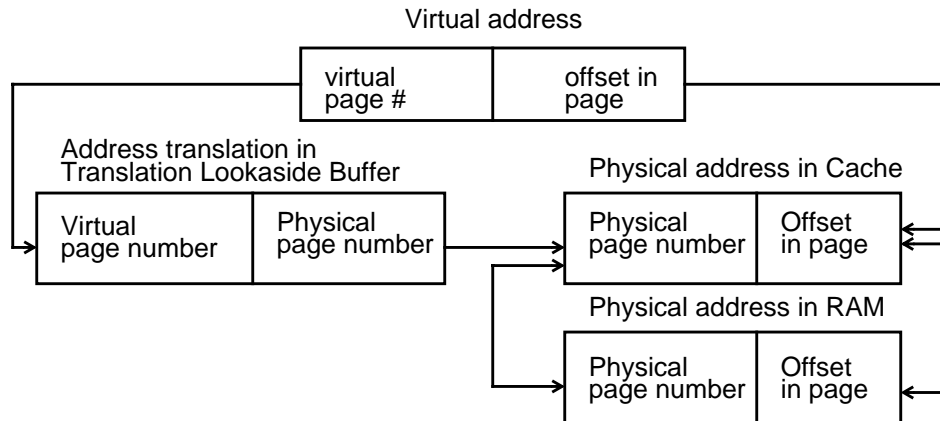 Virtual address
virtual
page #
offset in
page
Address translation in
Translation Lookaside Buffer
Virtual
page number
Physical
page number
Physical address in Cache
Physical
page number
Offset
in page
Physical address in RAM
Physical
page number
Offset
in page